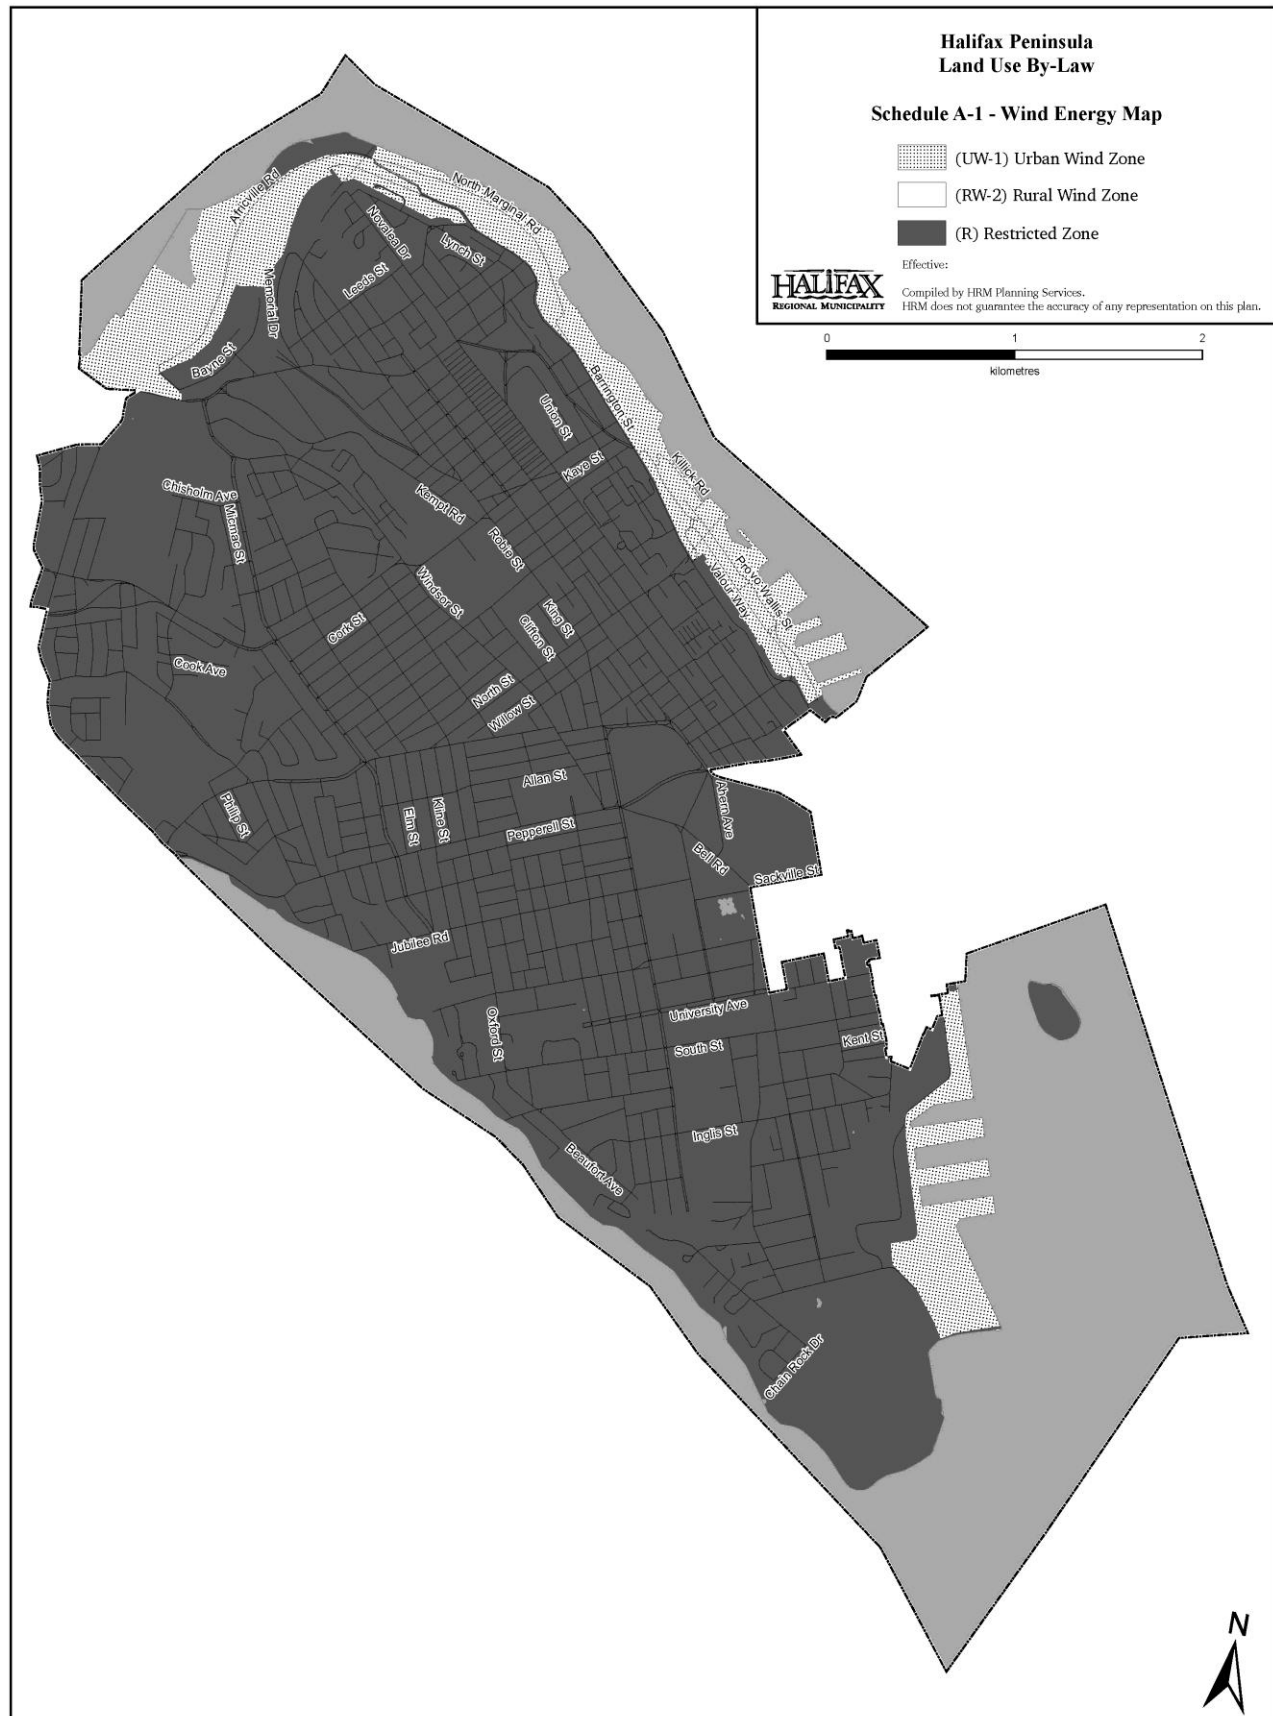 Halifax Peninsula
Land Use By-Law
Schedule A-1 - Wind Energy Map
(UW-1) Urban Wind Zone
(RW-2) Rural Wind Zone
(R) Restricted Zone
Effective:
HALIFAX
REGIONAL MUNICIPALITY
Compiled by HRM Planning Services.
HRM does not guarantee the accuracy of any representation on this plan.
0 1 2
kilometres
Africville Rd
North Marginal Rd
Novalea Dr
Lynch St
Leeds St
Memorial Dr
Bayne St
Barrington St
Union St
Kaye St
Killick Rd
Chisholm Ave
Micmac St
Kempt Rd
Robie St
Windsor St
Provo Wallis St
Valour Way
King St
Clifton St
Cork St
Cook Ave
North St
Willow St
Allan St
Ahern Ave
Philip St
Elm St
Kline St
Pepperell St
Bell Rd
Sackville St
Jubilee Rd
University Ave
Oxford St
South St
Kent St
Inglis St
Beaufort Ave
Chain Rock Dr
N